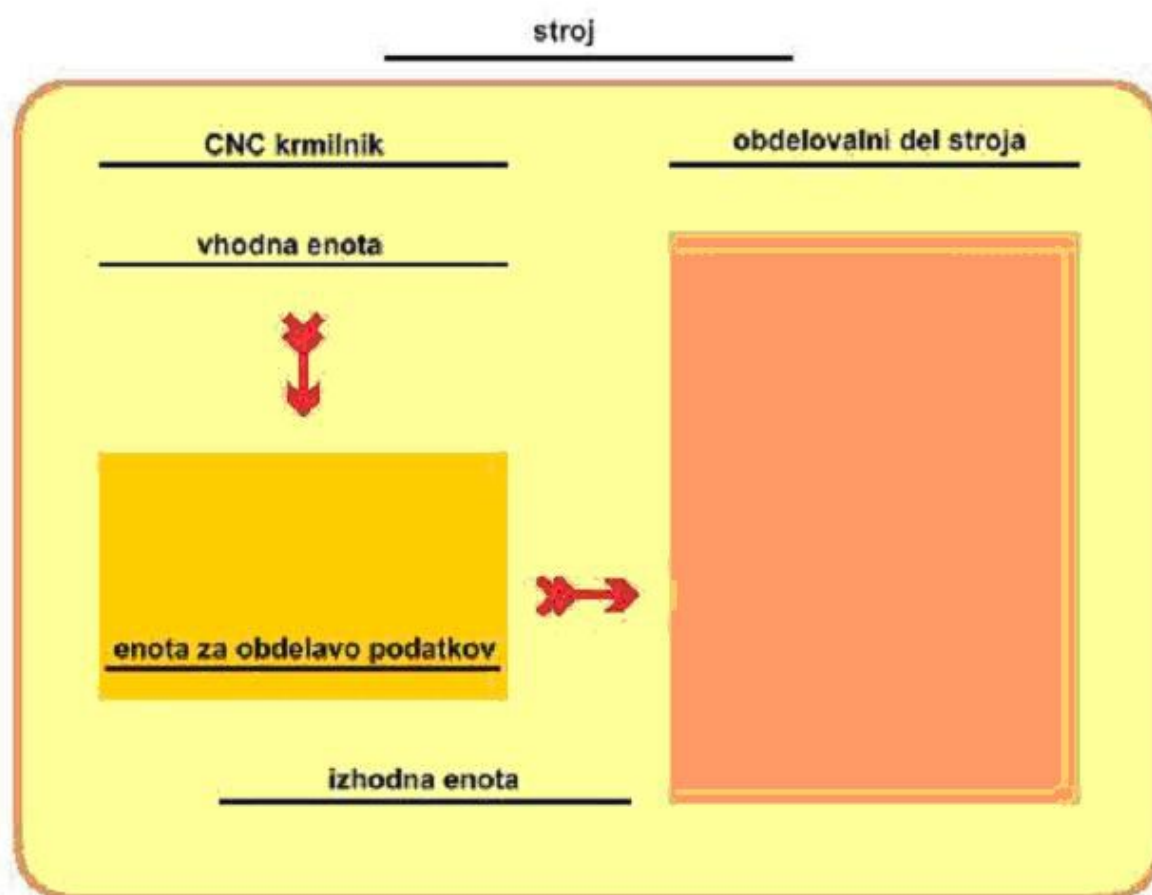 stroj
CNC krmilnik
obdelovalni del stroja
vhodna enota
enota za obdelavo podatkov
izhodna enota